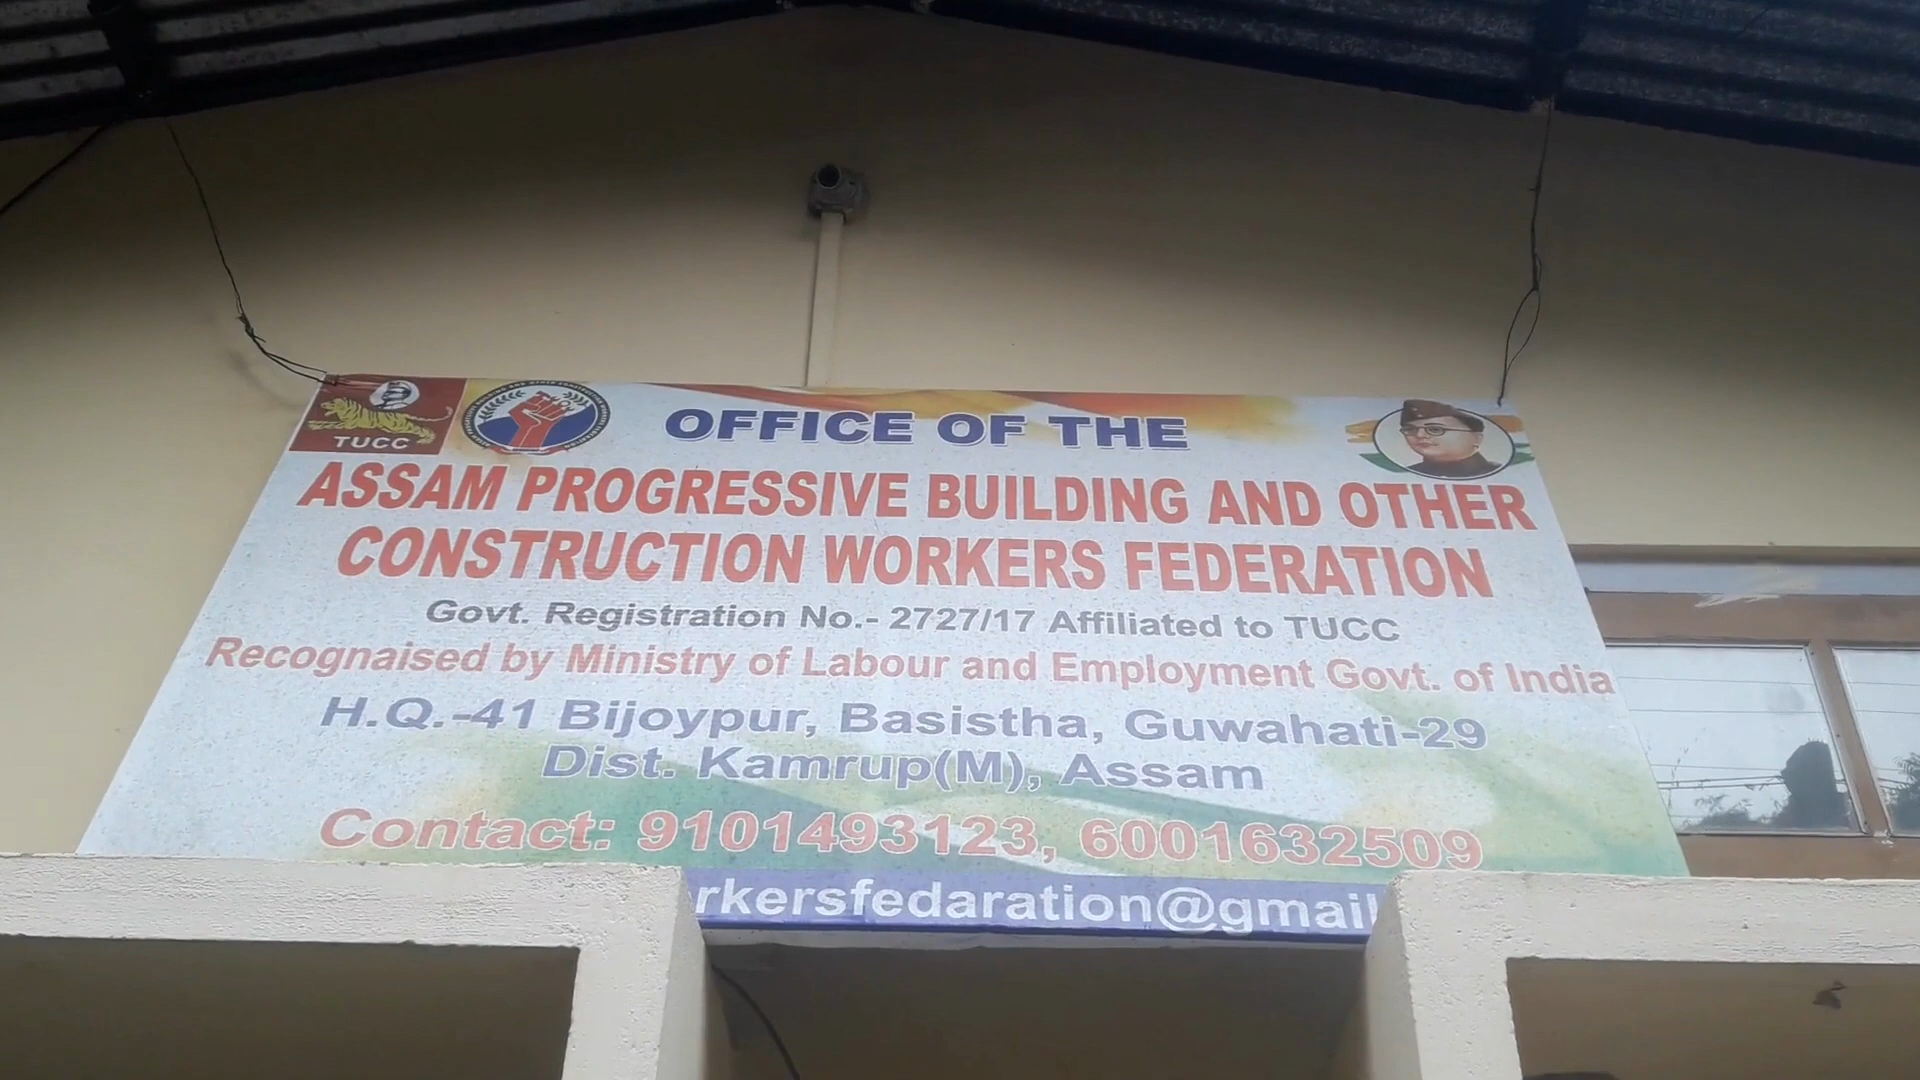 TUCC
OFFICE OF THE
ASSAM PROGRESSIVE BUILDING AND OTHER
CONSTRUCTION WORKERS FEDERATION
Govt. Registration No.- 2727/17 Affiliated to TUCC
Recognaised by Ministry of Labour and Employment Govt. of India
H.Q.-41 Bijoypur, Basistha, Guwahati-29
Dist. Kamrup(M), Assam
Contact: 9101493123, 6001632509
rkersfedaration@gmail